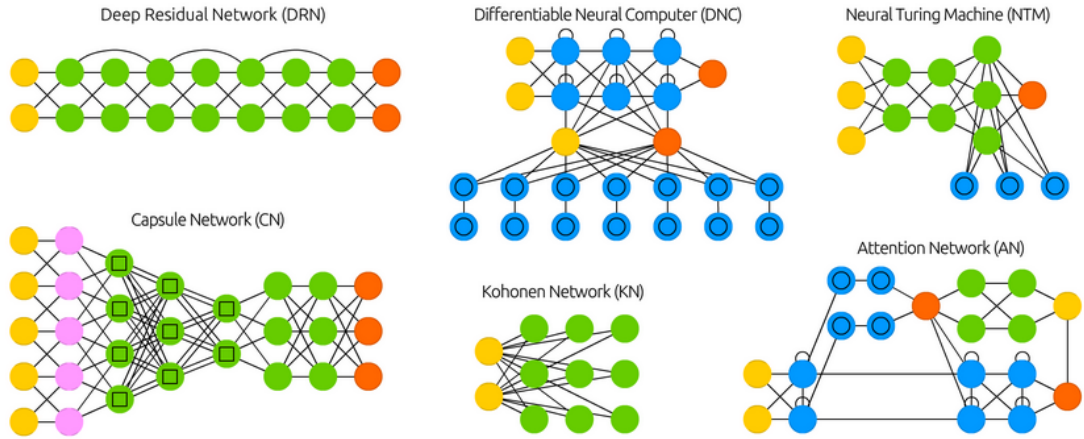 Deep Residual Network (DRN)
Differentiable Neural Computer (DNC)
Neural Turing Machine (NTM)
Capsule Network (CN)
Kohonen Network (KN)
Attention Network (AN)